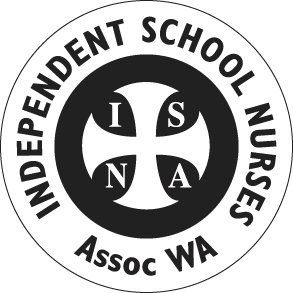 INDEPENDENT SCHOOL NURSES
I S
N A
Assoc WA